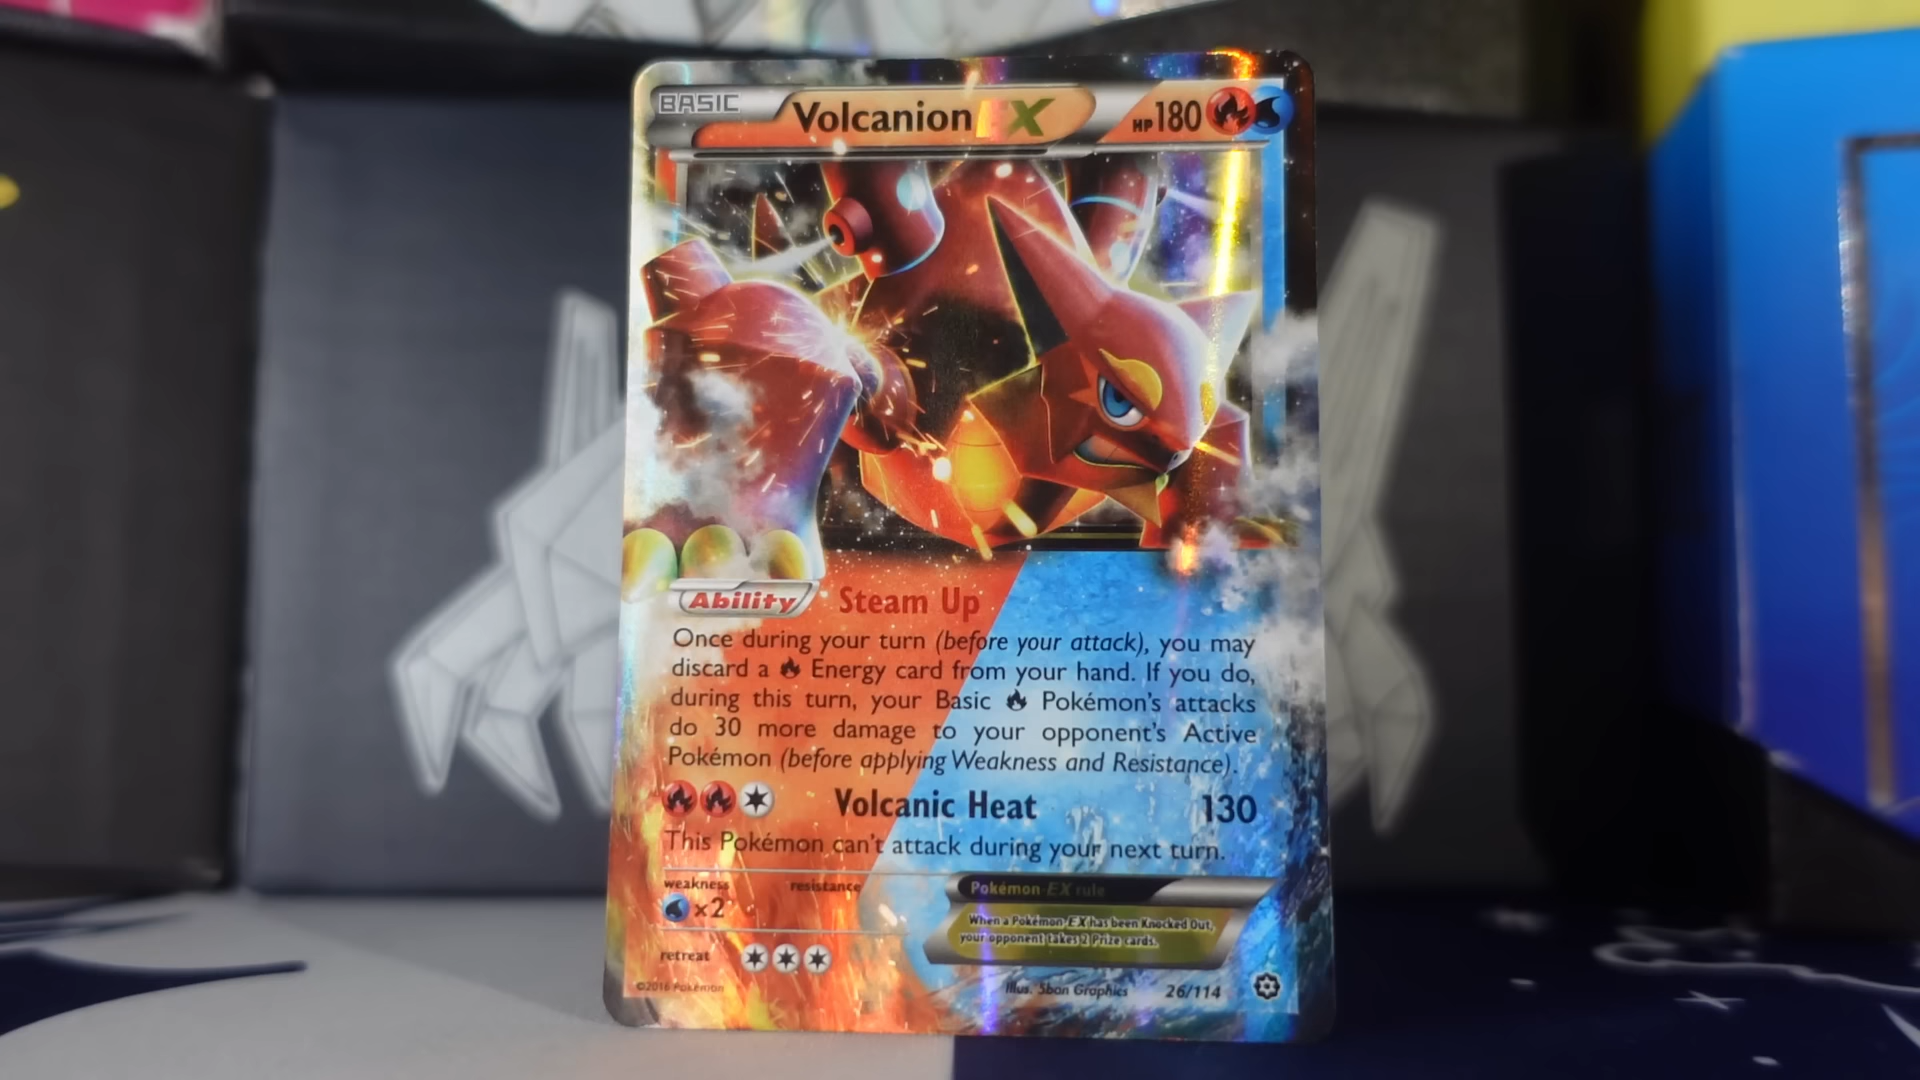 BASIC Volcanion EX HP180
Ability Steam Up
Once during your turn (before your attack), you may
discard a Energy card from your hand. If you do,
during this turn, your Basic Pokémon's attacks
do 30 more damage to your opponent's Active
Pokémon (before applying Weakness and Resistance).
Volcanic Heat 130
This Pokémon can't attack during your next turn.
weakness resistance
×2
Pokémon EX rule
When a Pokémon-EX has been Knocked Out,
your opponent takes 2 Prize cards.
retreat
©2016 Pokémon Illus. 5ban Graphics 26/114